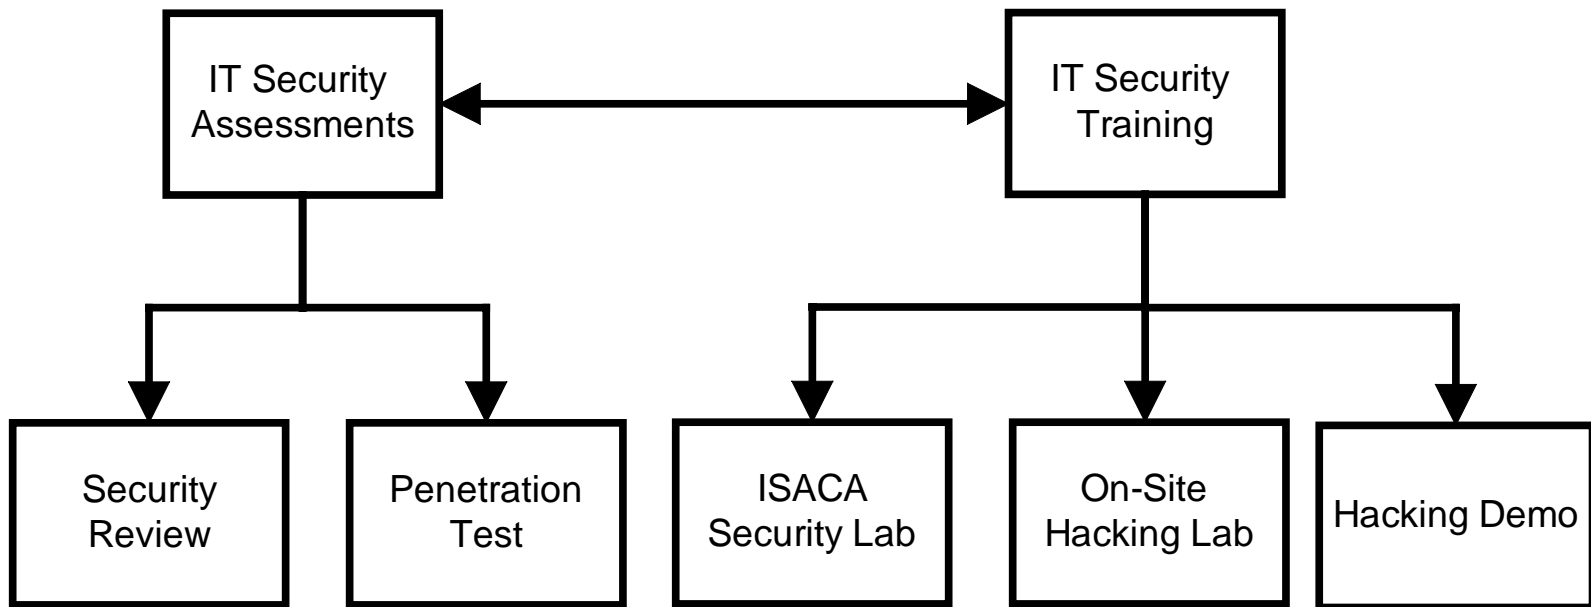 IT Security
Assessments
IT Security
Training
Security
Review
Penetration
Test
ISACA
Security Lab
On-Site
Hacking Lab
Hacking Demo